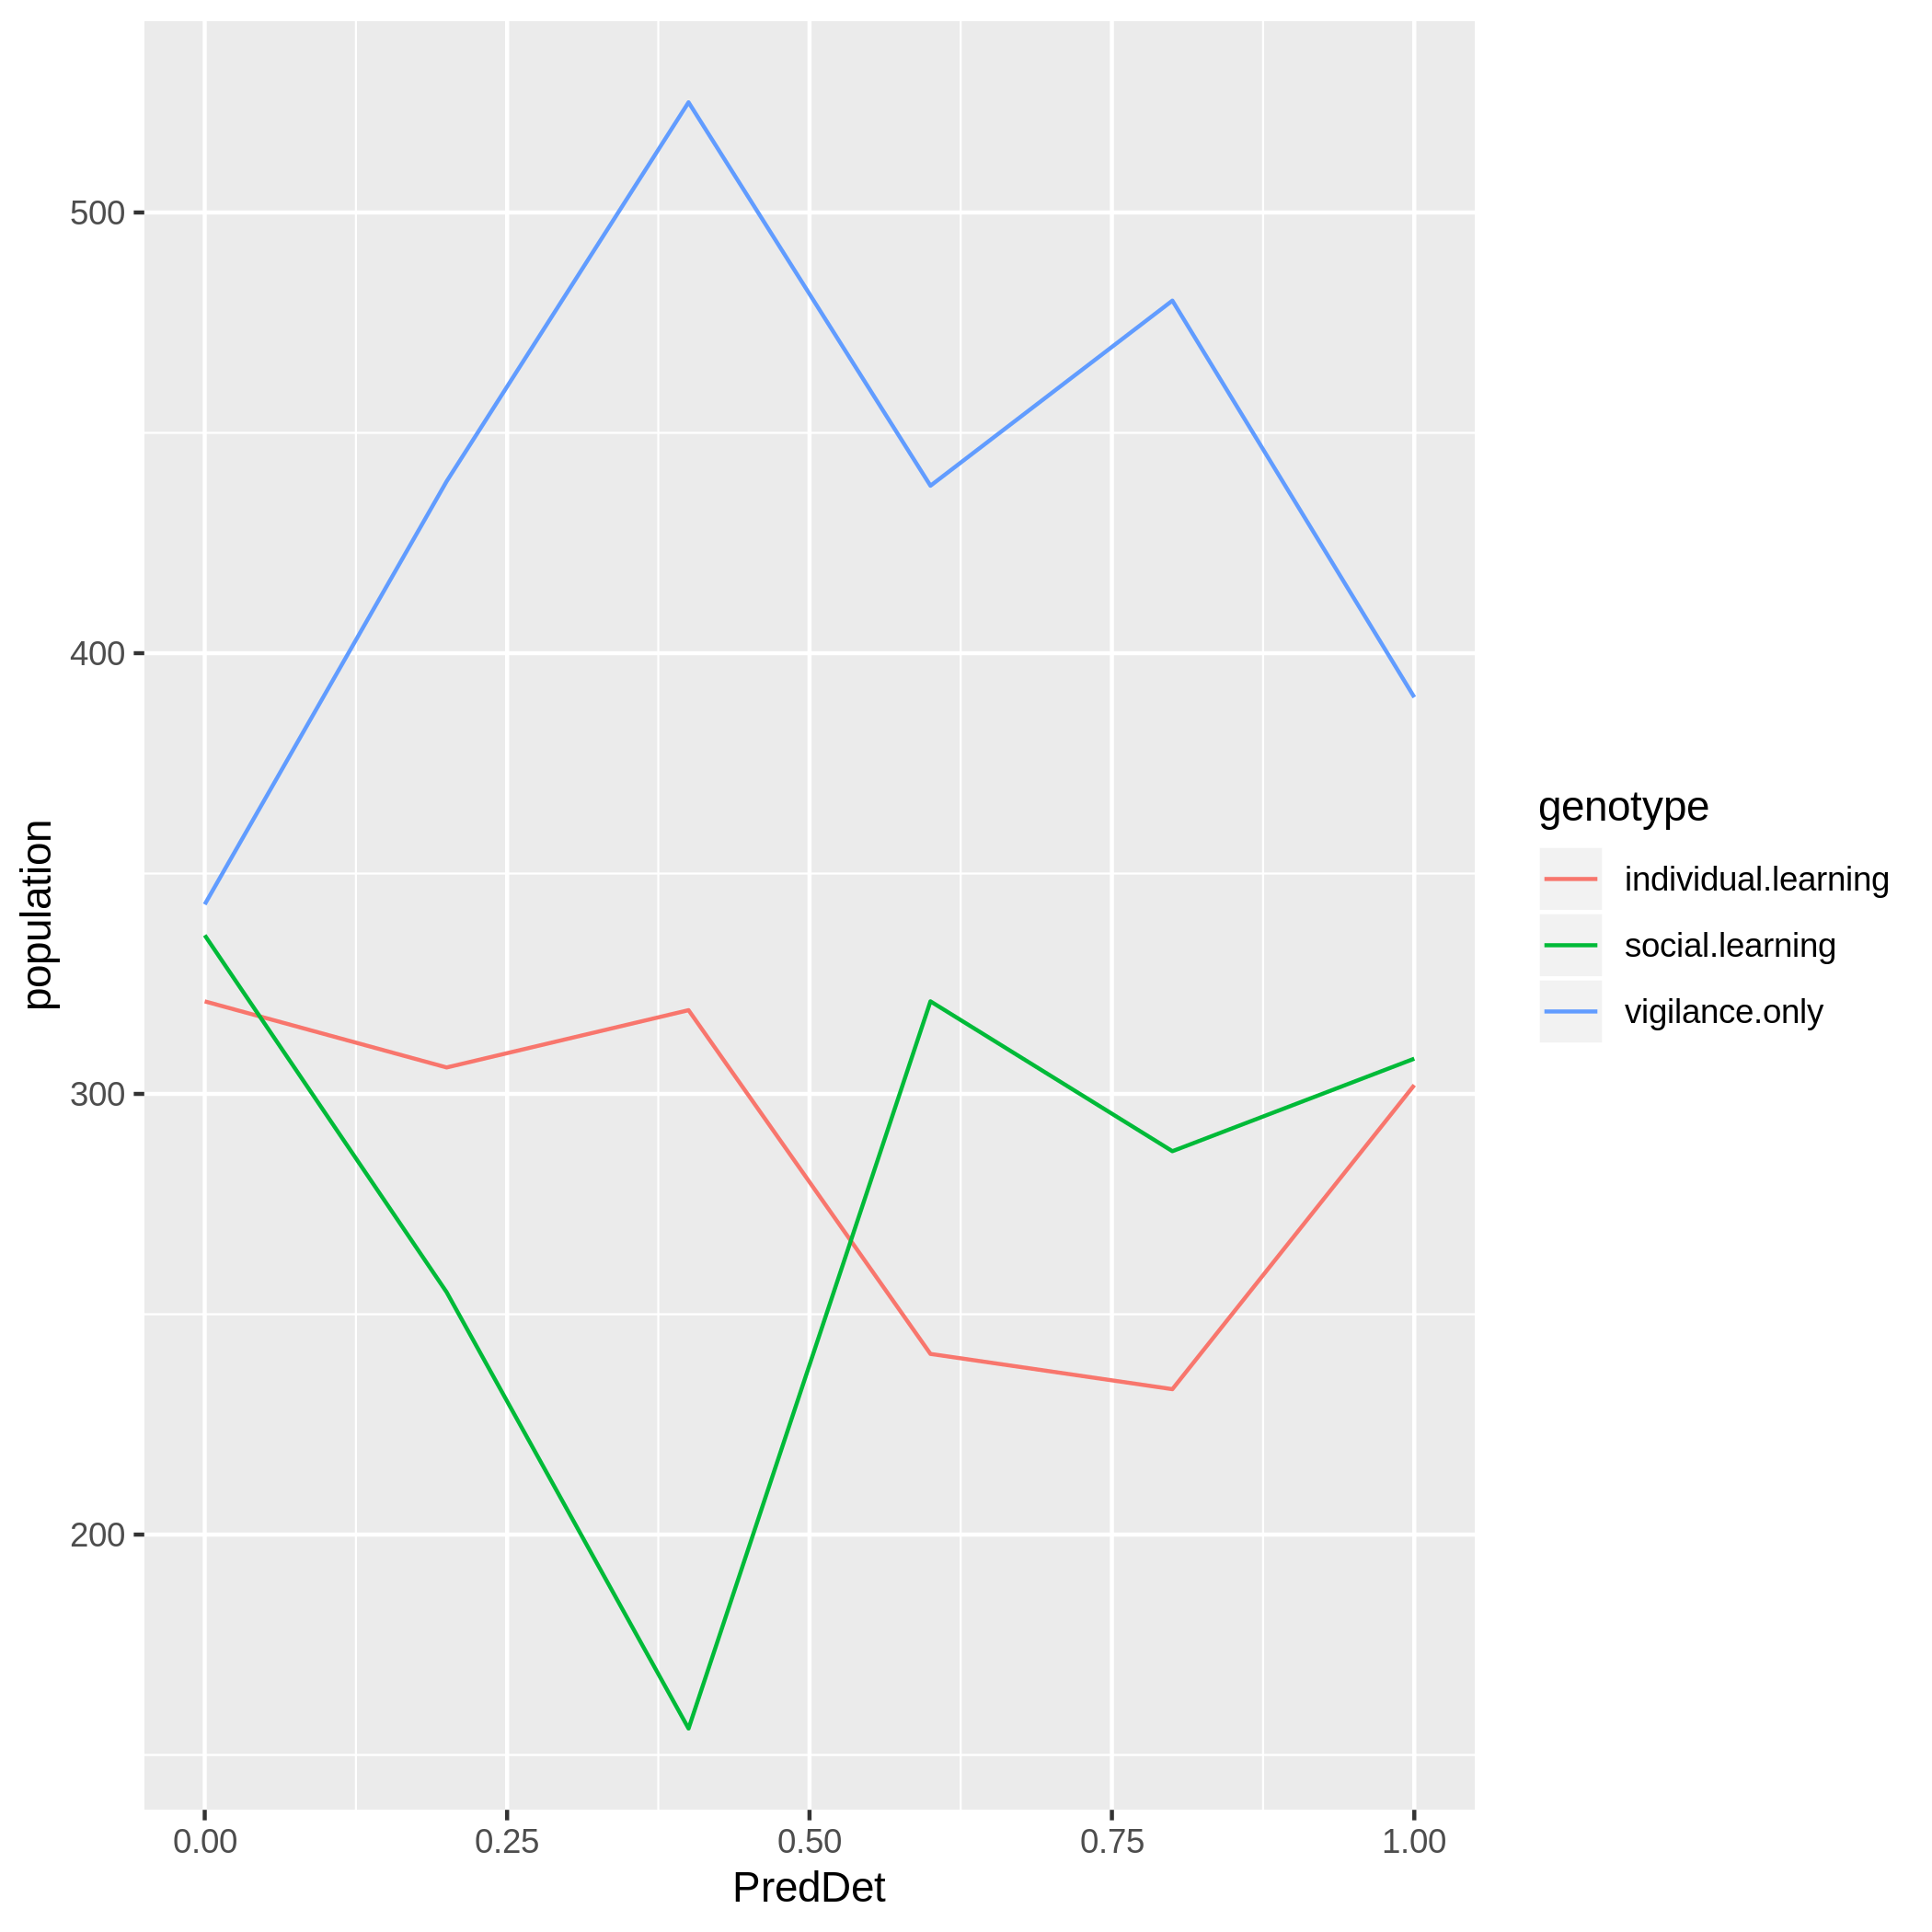 500
400
300
200
population
0.00 0.25 0.50 0.75 1.00
PredDet
genotype
individual.learning
social.learning
vigilance.only